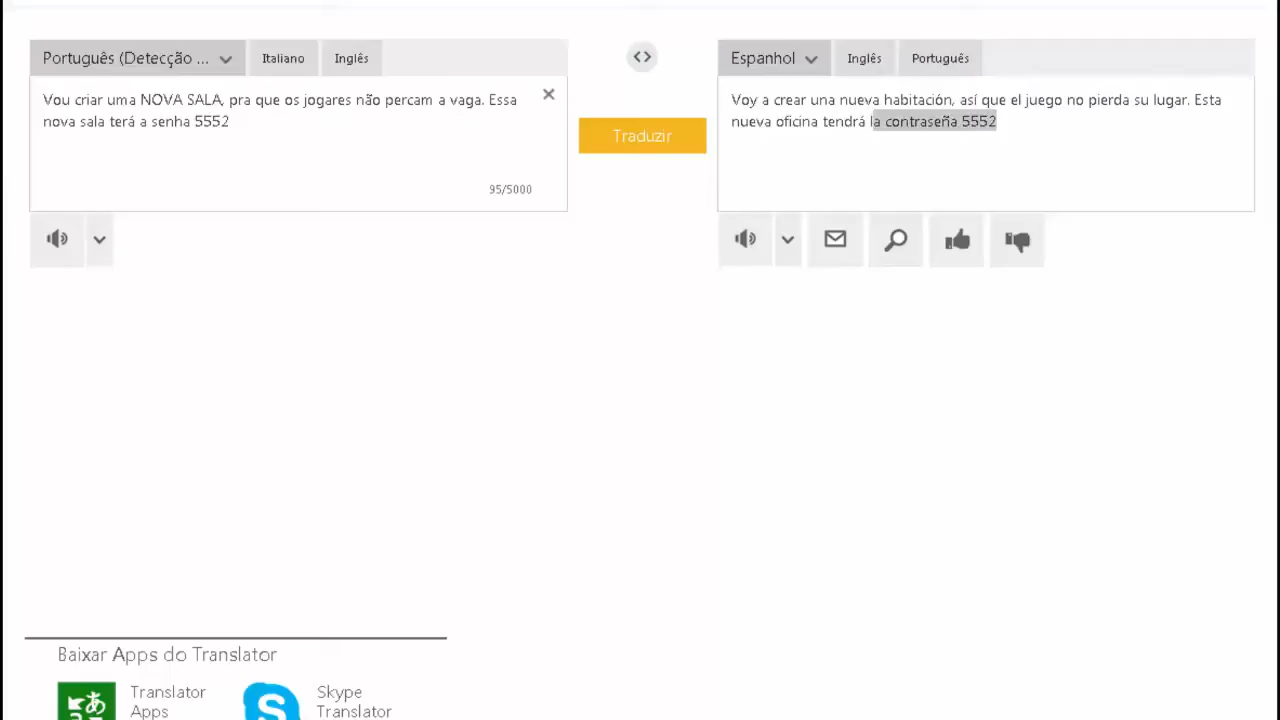 Português (Detecção ...
Italiano
Inglês
Espanhol
Inglês
Português
Vou criar uma NOVA SALA, pra que os jogares não percam a vaga. Essa
nova sala terá a senha 5552
95/5000
Traduzir
Voy a crear una nueva habitación, así que el juego no pierda su lugar. Esta
nueva oficina tendrá la contraseña 5552
Baixar Apps do Translator
Translator
Apps
Skype
Translator